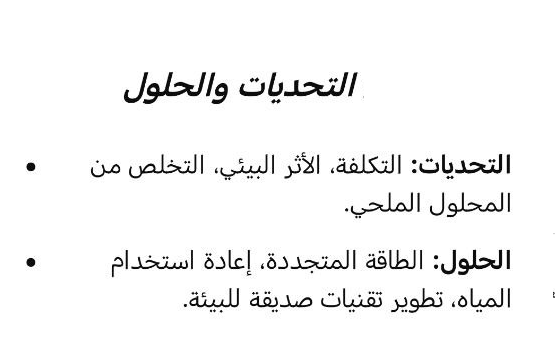 التحديات والحلول
• التحديات: التكلفة، الأثر البيئي، التخلص من
المحلول الملحي.
• الحلول: الطاقة المتجددة، إعادة استخدام
المياه، تطوير تقنيات صديقة للبيئة.